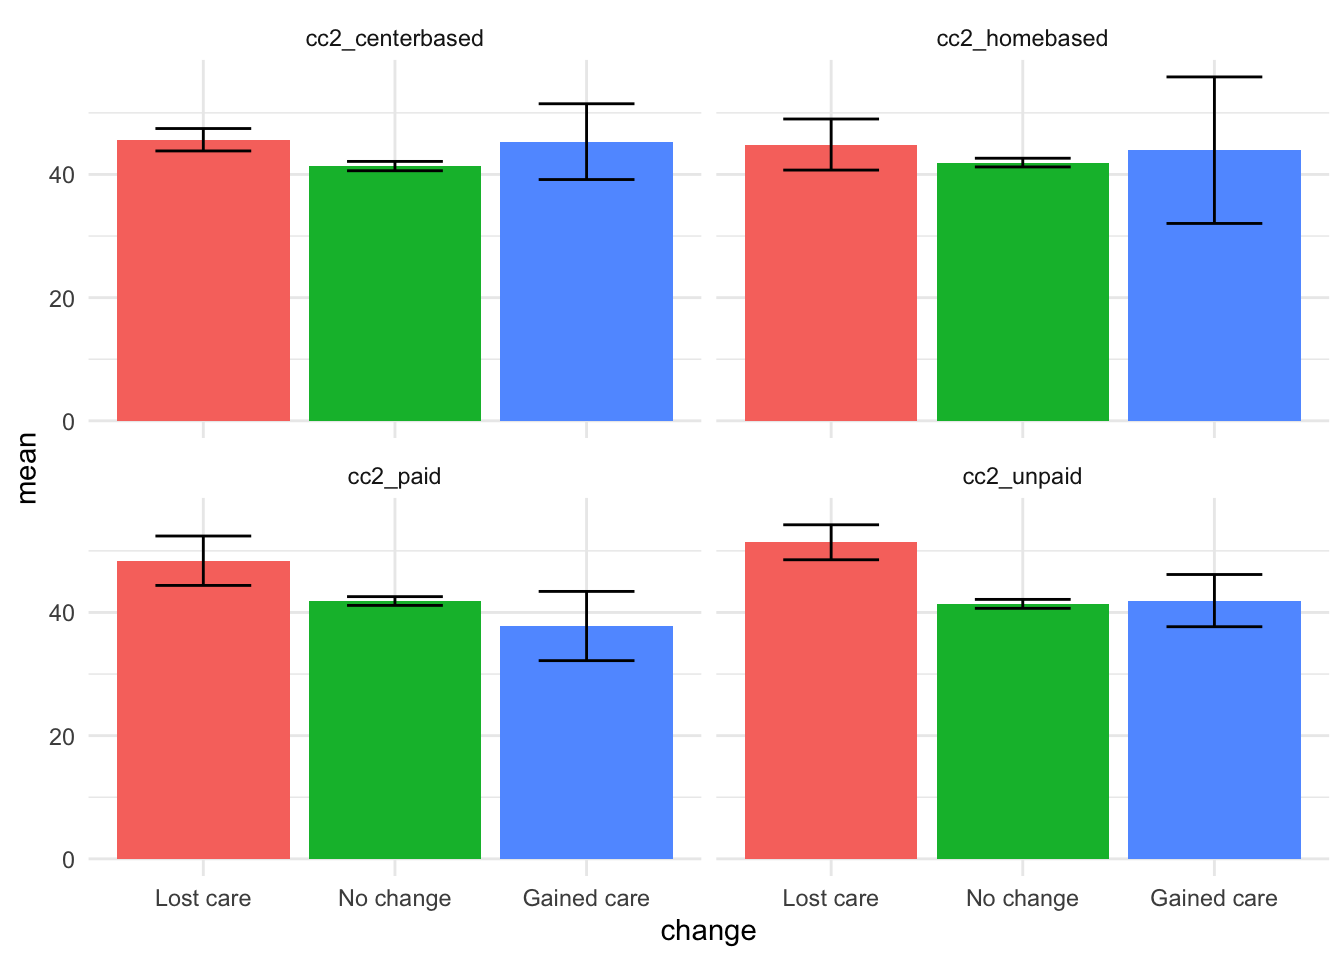 cc2_centerbased
cc2_homebased
40
20
0
cc2_paid
cc2_unpaid
40
20
0
Lost care
No change
Gained care
Lost care
No change
Gained care
change
mean